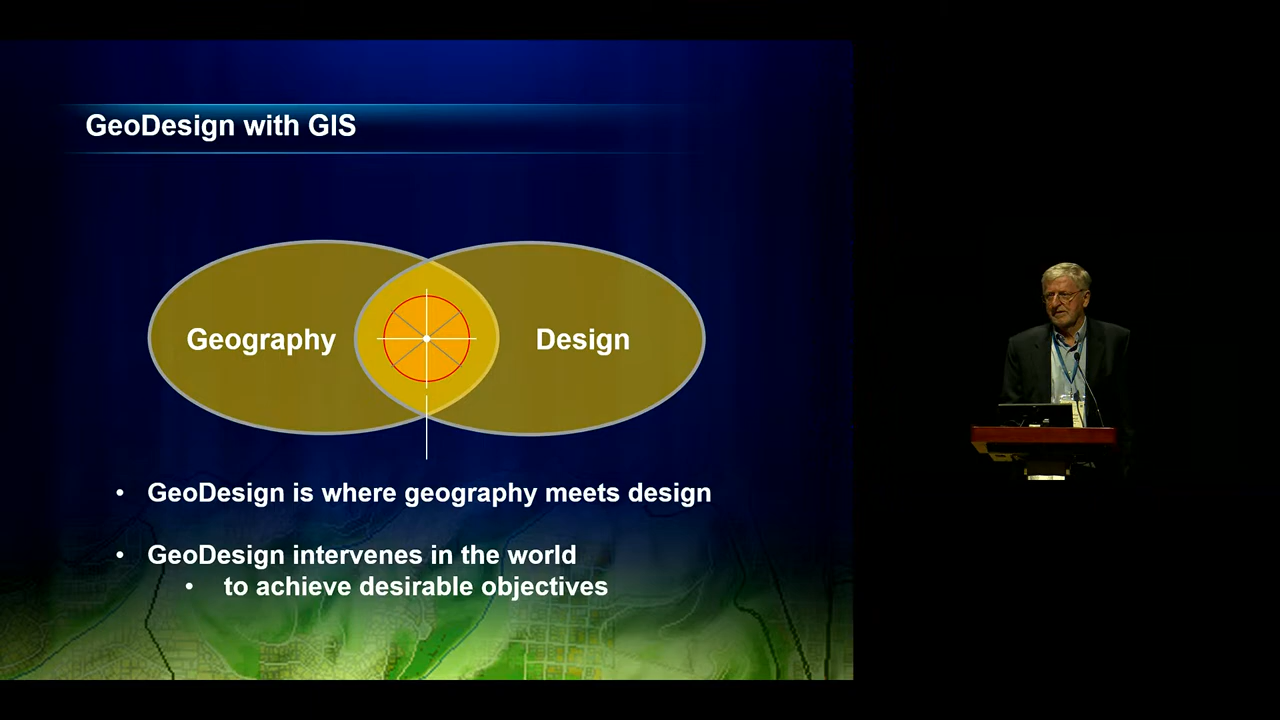 GeoDesign with GIS
Geography
Design
• GeoDesign is where geography meets design
• GeoDesign intervenes in the world
• to achieve desirable objectives